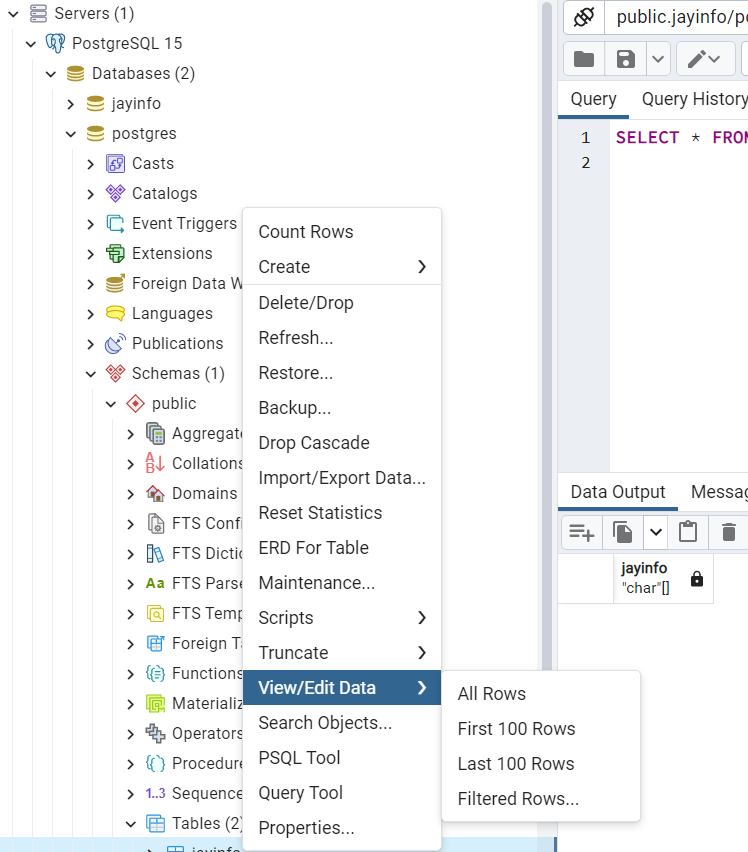 Servers (1)
PostgreSQL 15
Databases (2)
jayinfo
postgres
Casts
Catalogs
Event Triggers
Extensions
Foreign Data W
Languages
Publications
Schemas (1)
public
Aggregate
Collations
Domains
FTS Confi
FTS Dictio
Aa FTS Parse
FTS Temp
Foreign Ta
Functions
Materializ
Operators
Procedure
1..3 Sequence
Tables (2)
jayinfo
Count Rows
Create
Delete/Drop
Refresh...
Restore...
Backup...
Drop Cascade
Import/Export Data...
Reset Statistics
ERD For Table
Maintenance...
Scripts
Truncate
View/Edit Data
Search Objects...
PSQL Tool
Query Tool
Properties...
All Rows
First 100 Rows
Last 100 Rows
Filtered Rows...
public.jayinfo/po
Query Query History
1 SELECT * FROM
2
Data Output Messag
jayinfo
"char"[]